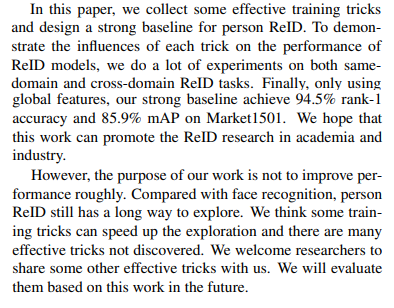 In this paper, we collect some effective training tricks
and design a strong baseline for person ReID. To demon-
strate the influences of each trick on the performance of
ReID models, we do a lot of experiments on both same-
domain and cross-domain ReID tasks. Finally, only using
global features, our strong baseline achieve 94.5% rank-1
accuracy and 85.9% mAP on Market1501. We hope that
this work can promote the ReID research in academia and
industry.
However, the purpose of our work is not to improve per-
formance roughly. Compared with face recognition, person
ReID still has a long way to explore. We think some train-
ing tricks can speed up the exploration and there are many
effective tricks not discovered. We welcome researchers to
share some other effective tricks with us. We will evaluate
them based on this work in the future.